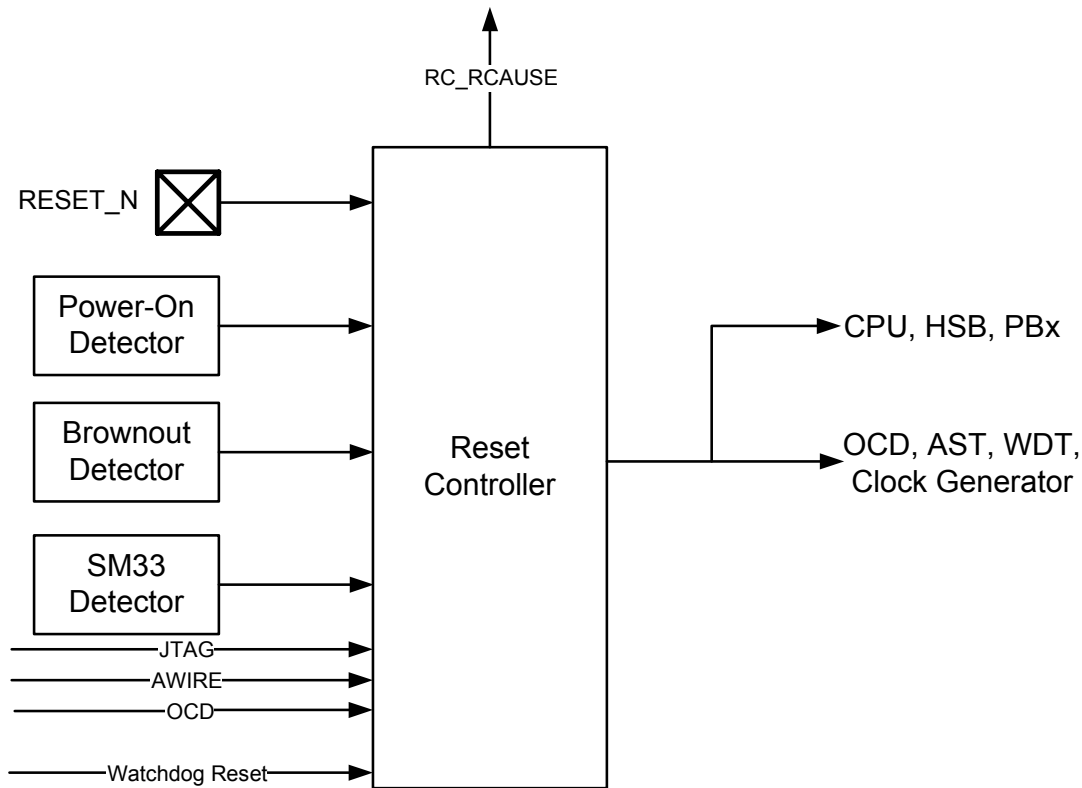 RC_RCAUSE
RESET_N
Power-On
Detector
Brownout
Detector
SM33
Detector
JTAG
AWIRE
OCD
Watchdog Reset
Reset
Controller
CPU, HSB, PBx
OCD, AST, WDT,
Clock Generator